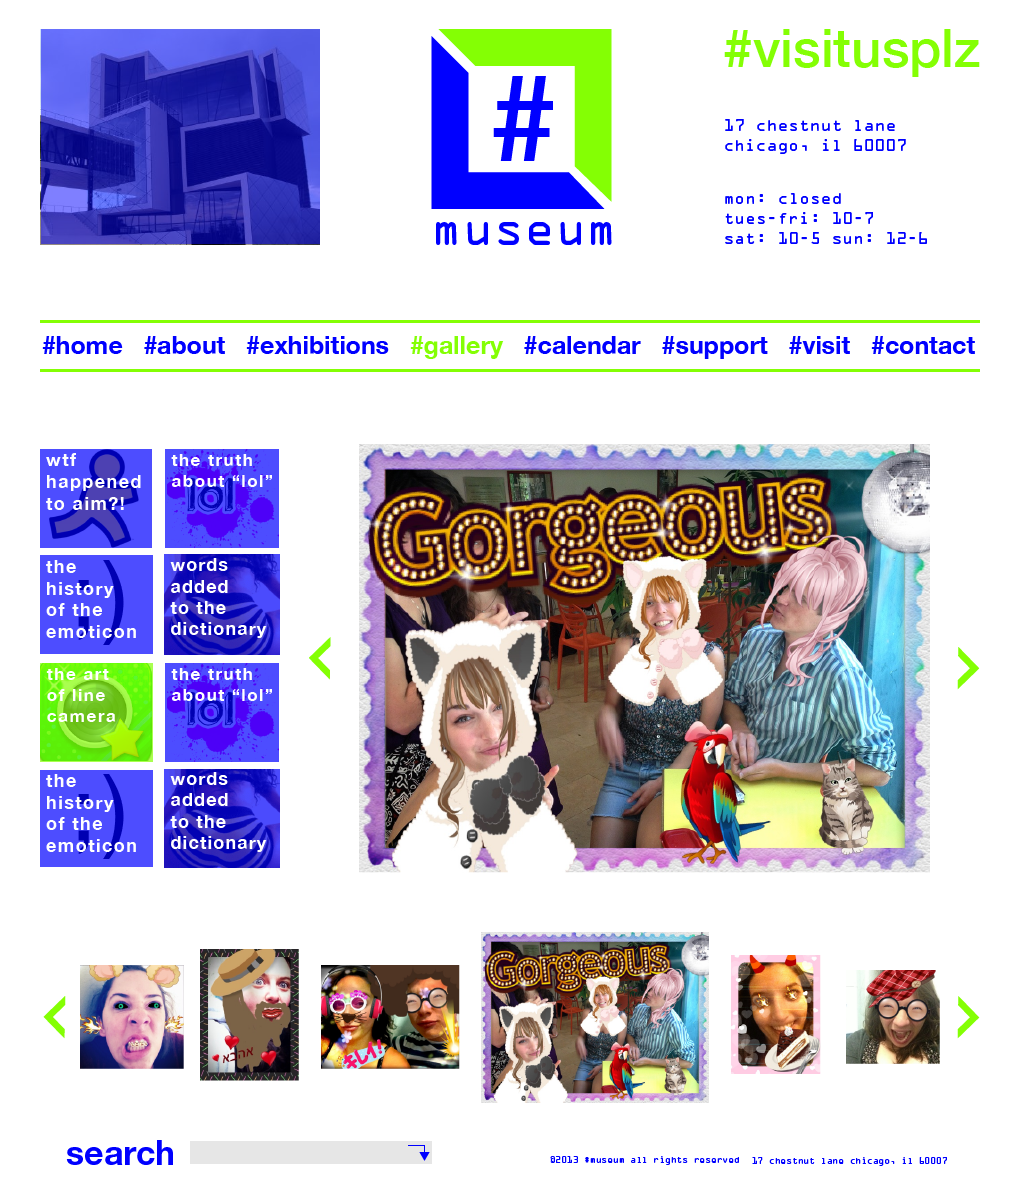 #visitusplz
#
museum
17 chestnut lane
chicago, il 60007
mon: closed
tues-fri: 10-7
sat: 10-5 sun: 12-6
#home #about #exhibitions #gallery #calendar #support #visit #contact
wtf
happened
to aim?!
the truth
about “lol”
lol
the
history
of the
emoticon
;)
words
added
to the
dictionary
the art
of line
camera
the truth
about “lol”
lol
the
history
of the
emoticon
;)
words
added
to the
dictionary
Gorgeous
אהבא
Gorgeous
search
©2013 #museum all rights reserved 17 chestnut lane chicago, il 60007